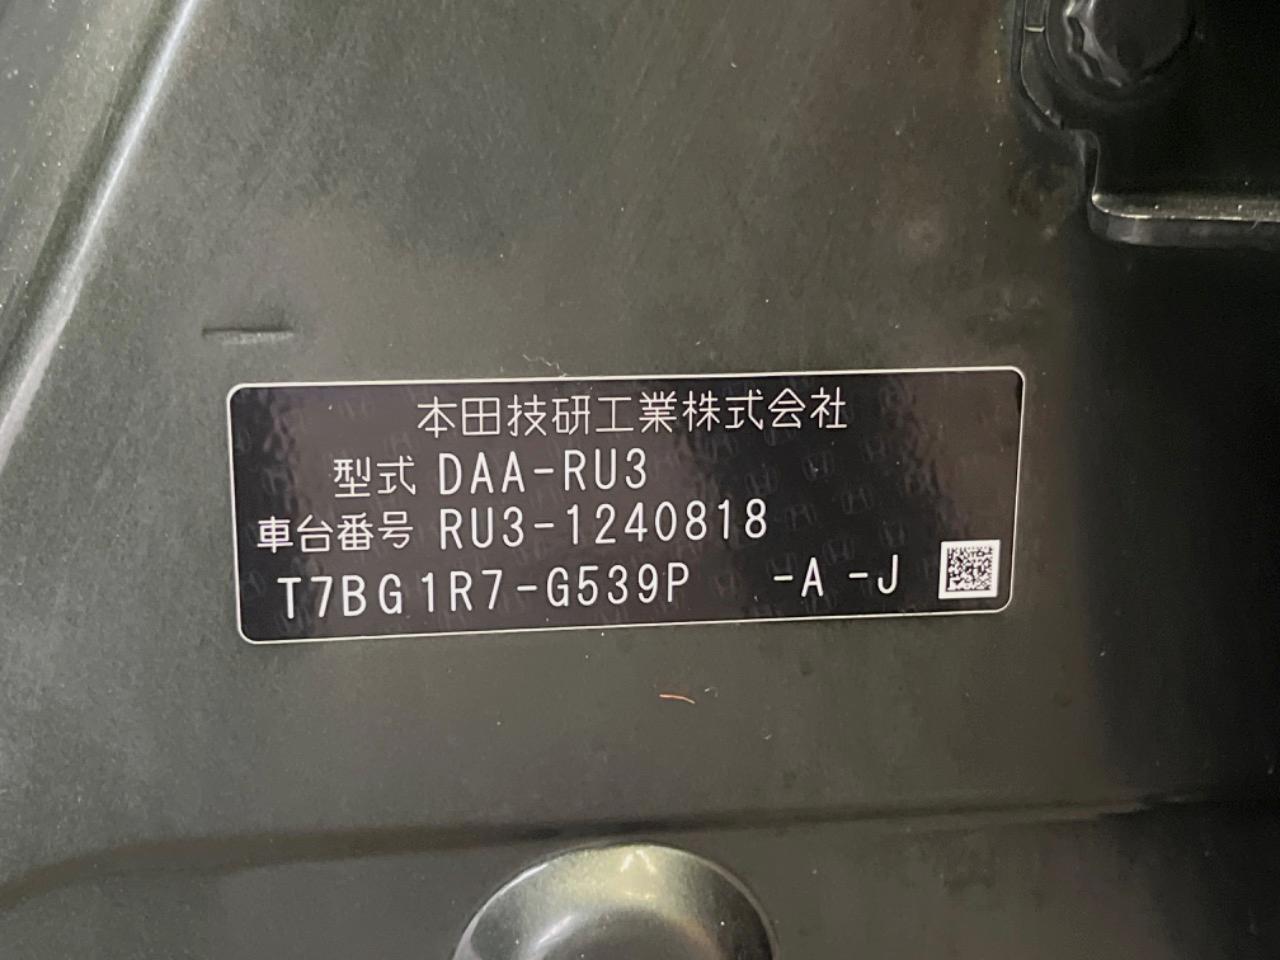 本田技研工業株式会社
型式 DAA-RU3
車台番号 RU3-1240818
T7BG1R7-G539P -A -J